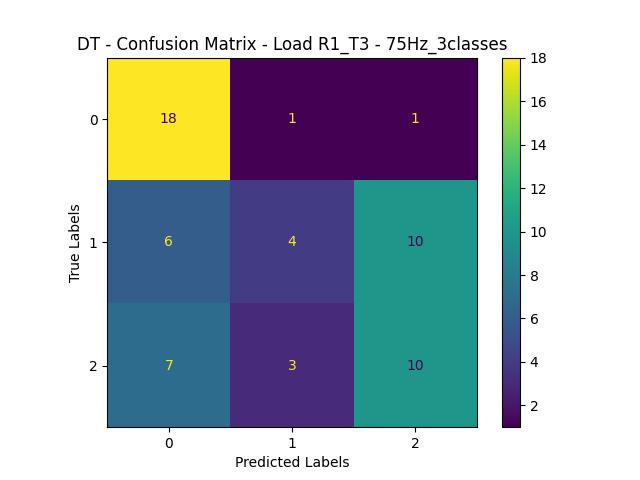 DT - Confusion Matrix - Load R1_T3 - 75Hz_3classes
18
16
14
12
10
8
6
4
2
0
18 1 1
1
6 4 10
2
7 3 10
True Labels
0 1 2
Predicted Labels